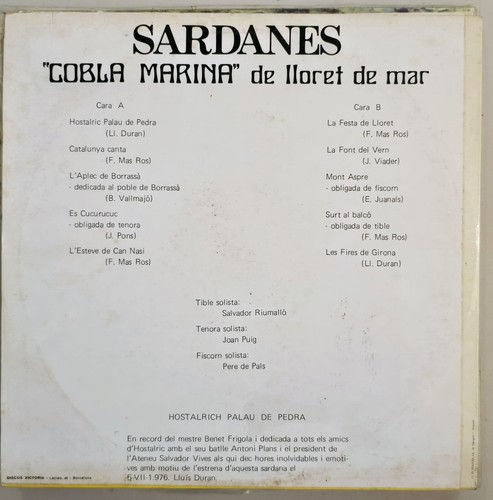 SARDANES
"COBLA MARINA" de lloret de mar
Cara A
Hostalric Palau de Pedra
(Ll. Duran)
Catalunya canta
(F. Mas Ros)
L'Aplec de Borrassà
- dedicada al poble de Borrassà
(B. Vallmajò)
Es Cucurucuc
- obligada de tenora
(J. Pons)
L'Esteve de Can Nasi
(F. Mas Ros)
Cara B
La Festa de Lloret
(F. Mas Ros)
La Font del Vern
(J. Viader)
Mont Aspre
- obligada de fiscorn
(E. Juanals)
Surt al balcô
- obligada de tible
(F. Mas Ros)
Les Fires de Girona
(Ll. Duran)
Tible solista:
Salvador Riumallò
Tenora solista:
Joan Puig
Fiscorn solista:
Pere de Pals
HOSTALRICH PALAU DE PEDRA
En record del mestre Benet Frigola i dedicada a tots els amics
d'Hostalric amb el seu batlle Antoni Plans i el president de
l'Ateneu Salvador Vives als qui dec hores inolvidables i emoti-
ves amb motiu de l'estrena d'aquesta sardana el
6-VII-1.976. Lluís Duran
DISCOS VICTORIA